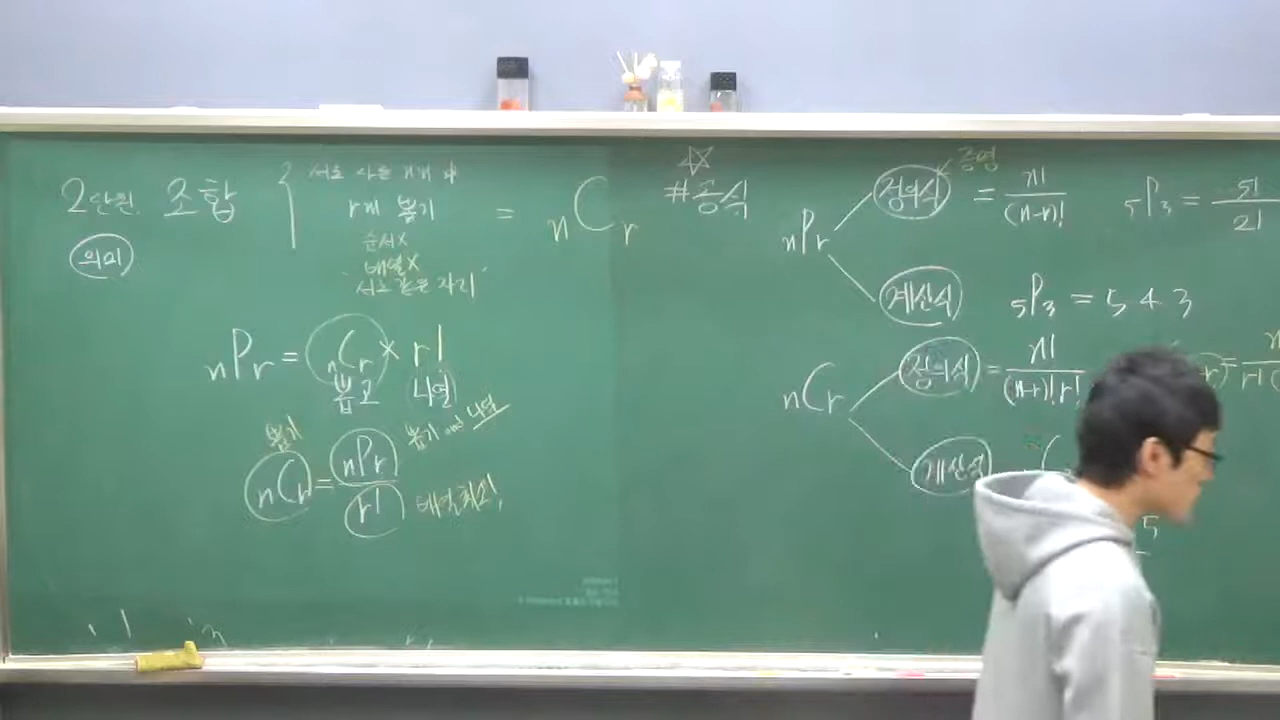 2단원 조합
의미
서로 다른 n개 中
r개 뽑기
순서x
배열x
서로 같은 자리
= nCr
nPr = nCr × r!
뽑고 나열
뽑기 and 나열
뽑기
nCr = nPr / r!
배열취소!
#공식
nPr
정의식 = n! / (n-r)!
증명
5P3 = 5! / 2!
계산식 5P3 = 5 4 3
nCr
정의식 = n! / (n-r)! r!
계산식
5